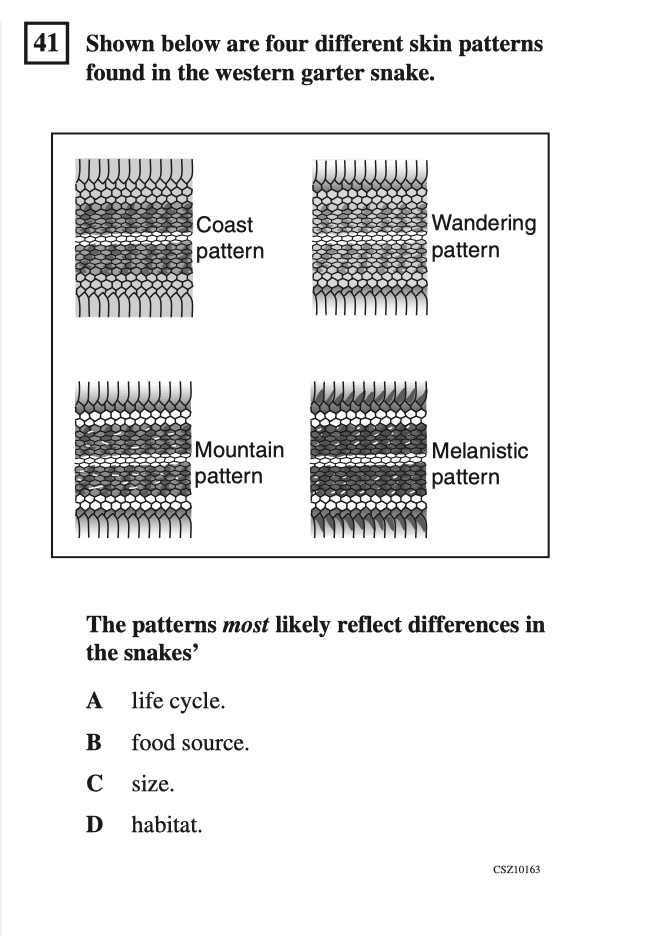 41 Shown below are four different skin patterns
found in the western garter snake.
Coast
pattern
Wandering
pattern
Mountain
pattern
Melanistic
pattern
The patterns most likely reflect differences in
the snakes’
A life cycle.
B food source.
C size.
D habitat.
CSZ10163